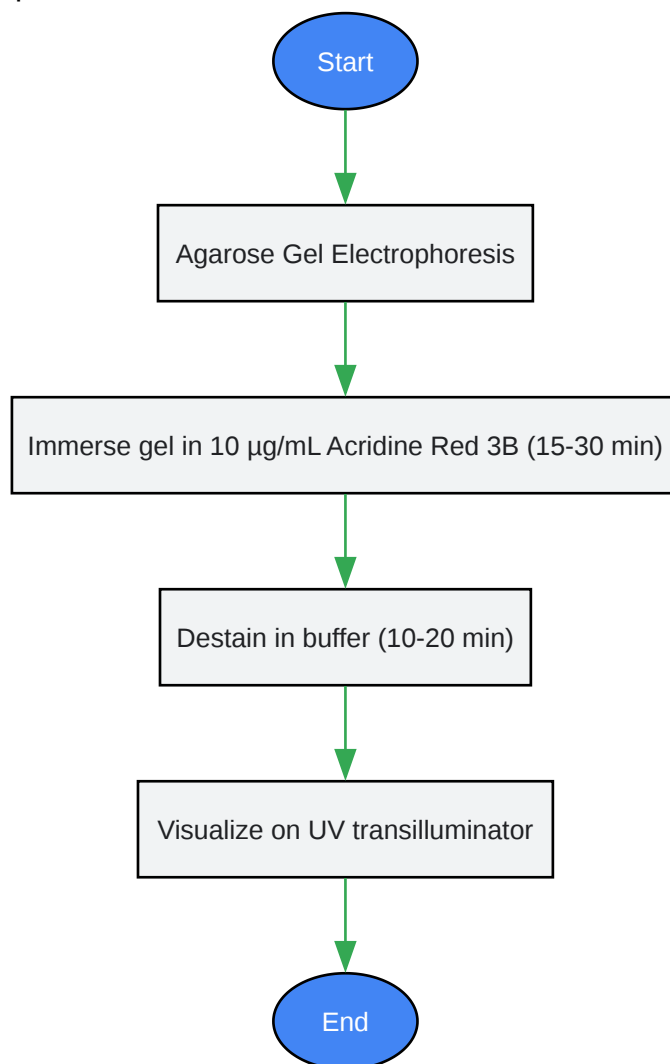 Start
Agarose Gel Electrophoresis
Immerse gel in 10 µg/mL Acridine Red 3B (15-30 min)
Destain in buffer (10-20 min)
Visualize on UV transilluminator
End